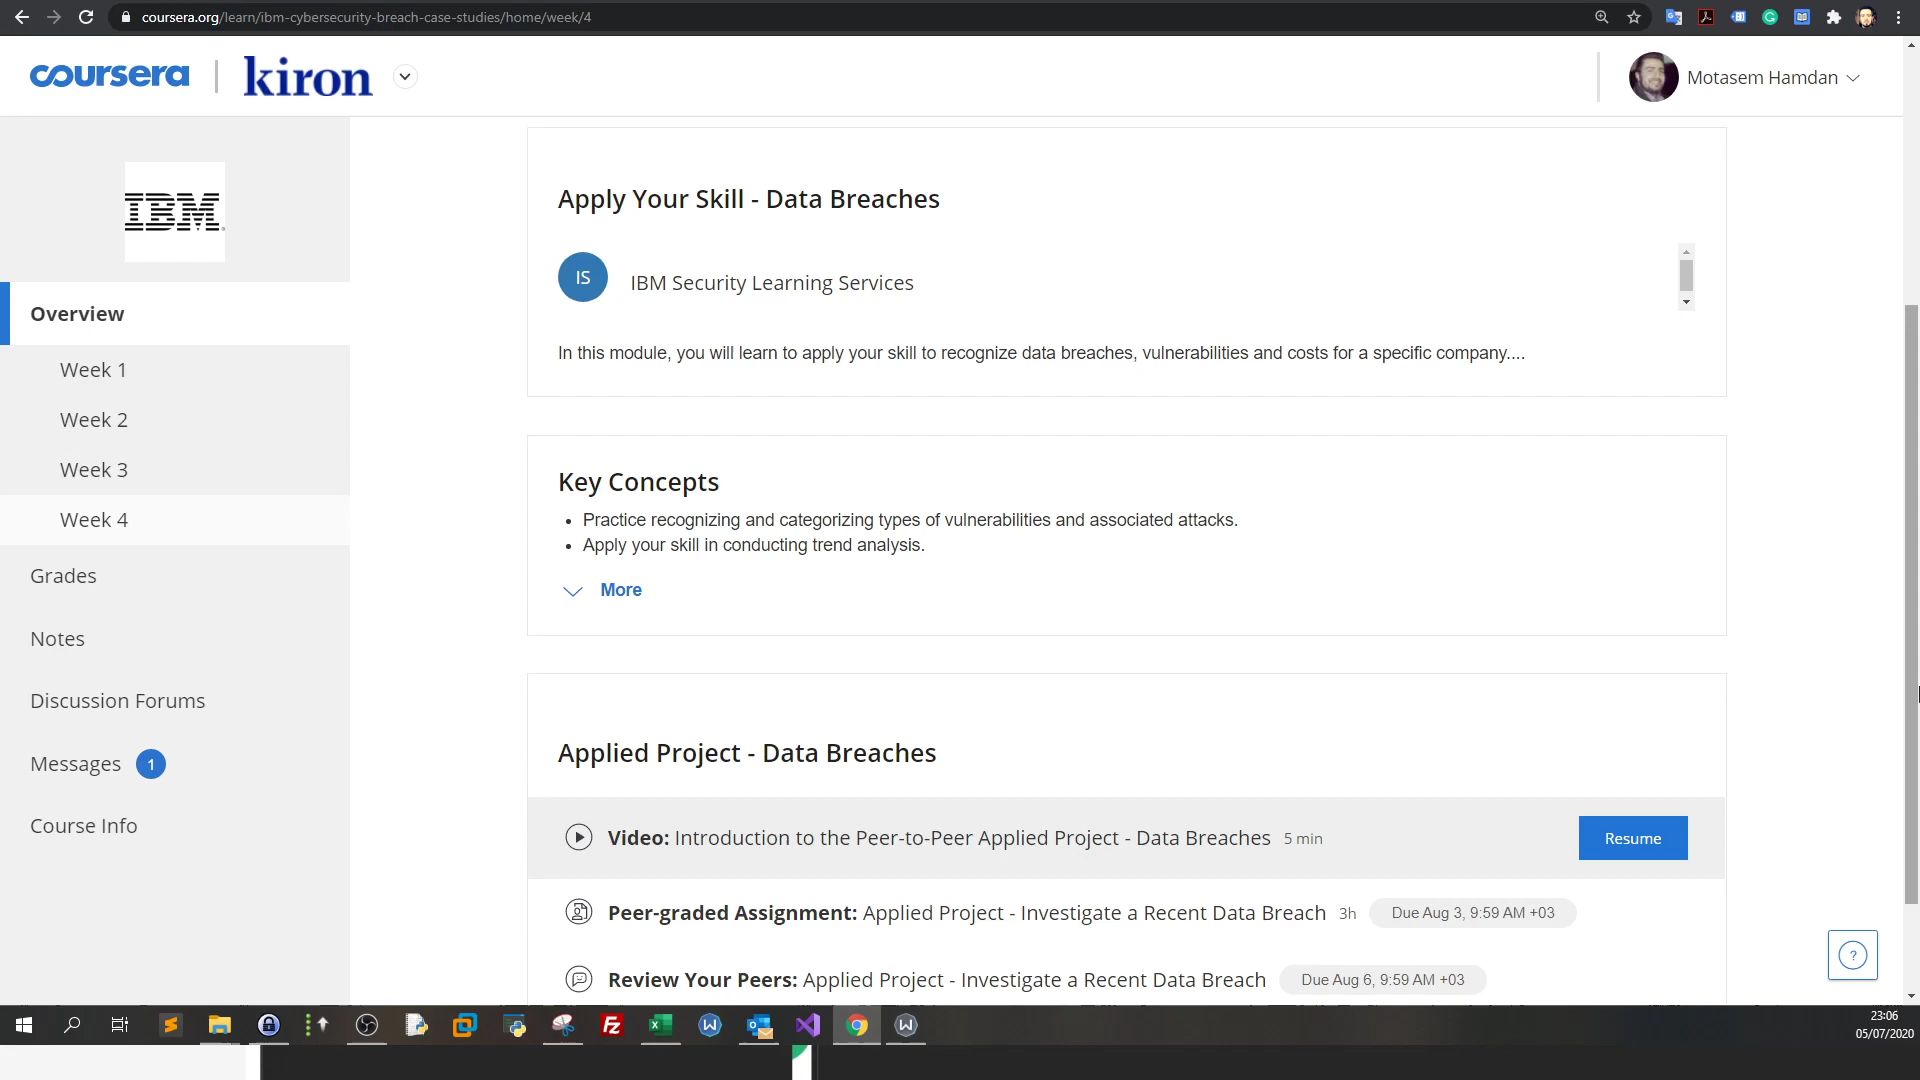 coursera.org/learn/ibm-cybersecurity-breach-case-studies/home/week/4
coursera | kiron
Motasem Hamdan
IBM
Overview
Week 1
Week 2
Week 3
Week 4
Grades
Notes
Discussion Forums
Messages 1
Course Info
Apply Your Skill - Data Breaches
IS IBM Security Learning Services
In this module, you will learn to apply your skill to recognize data breaches, vulnerabilities and costs for a specific company....
Key Concepts
• Practice recognizing and categorizing types of vulnerabilities and associated attacks.
• Apply your skill in conducting trend analysis.
More
Applied Project - Data Breaches
Video: Introduction to the Peer-to-Peer Applied Project - Data Breaches 5 min
Resume
Peer-graded Assignment: Applied Project - Investigate a Recent Data Breach 3h Due Aug 3, 9:59 AM +03
Review Your Peers: Applied Project - Investigate a Recent Data Breach Due Aug 6, 9:59 AM +03
?
23:06
05/07/2020